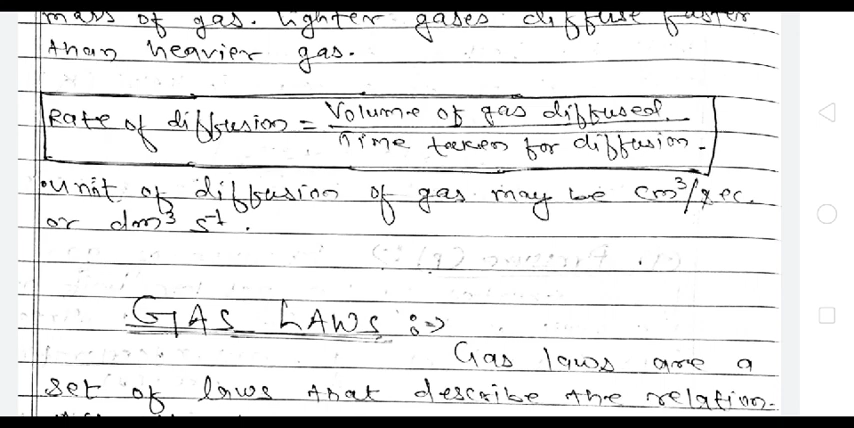 mass of gas. lighter gases diffuse faster
than heavier gas.
Rate of diffusion = Volume of gas diffused.
Time taken for diffusion.
unit of diffusion of gas may be cm³/sec.
or dm³ s⁻¹.
GAS LAWS :→
Gas laws are a
set of laws that describe the relation-